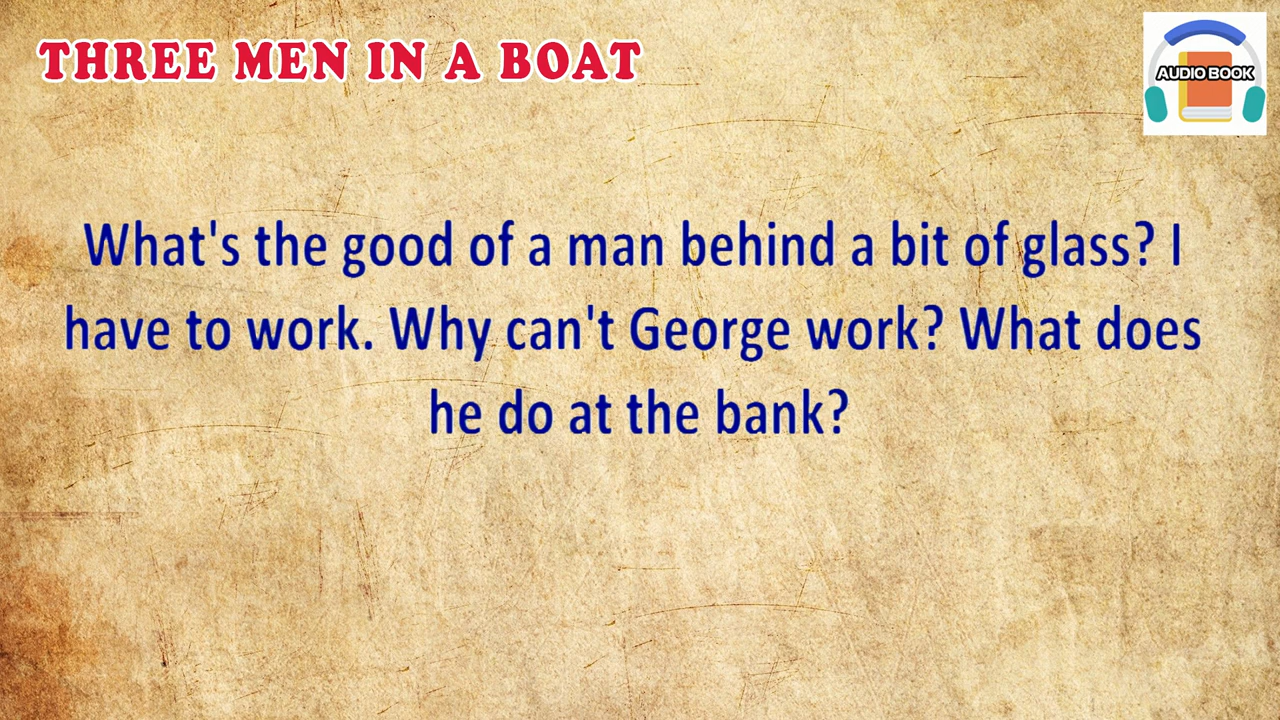 THREE MEN IN A BOAT
AUDIO BOOK
What's the good of a man behind a bit of glass? I
have to work. Why can't George work? What does
he do at the bank?